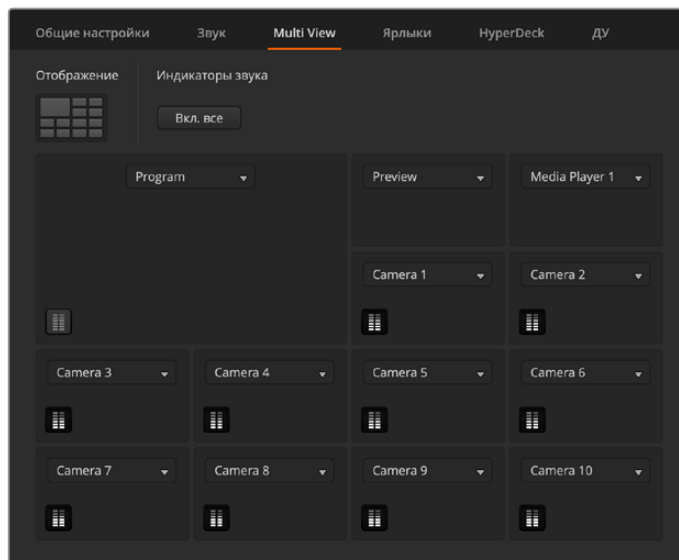 Общие настройки Звук Multi View Ярлыки HyperDeck ДУ
Отображение Индикаторы звука
Вкл. все
Program Preview Media Player 1
Camera 1 Camera 2
Camera 3 Camera 4 Camera 5 Camera 6
Camera 7 Camera 8 Camera 9 Camera 10